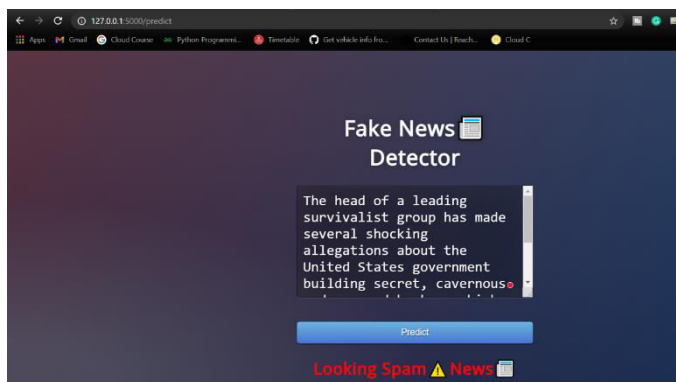 127.0.0.1:5000/predict
Apps Gmail Cloud Course Python Programmi... Timetable Get vehicle info fro... Contact Us | Reach... Cloud C
Fake News
Detector
The head of a leading
survivalist group has made
several shocking
allegations about the
United States government
building secret, cavernous
Predict
Looking Spam News